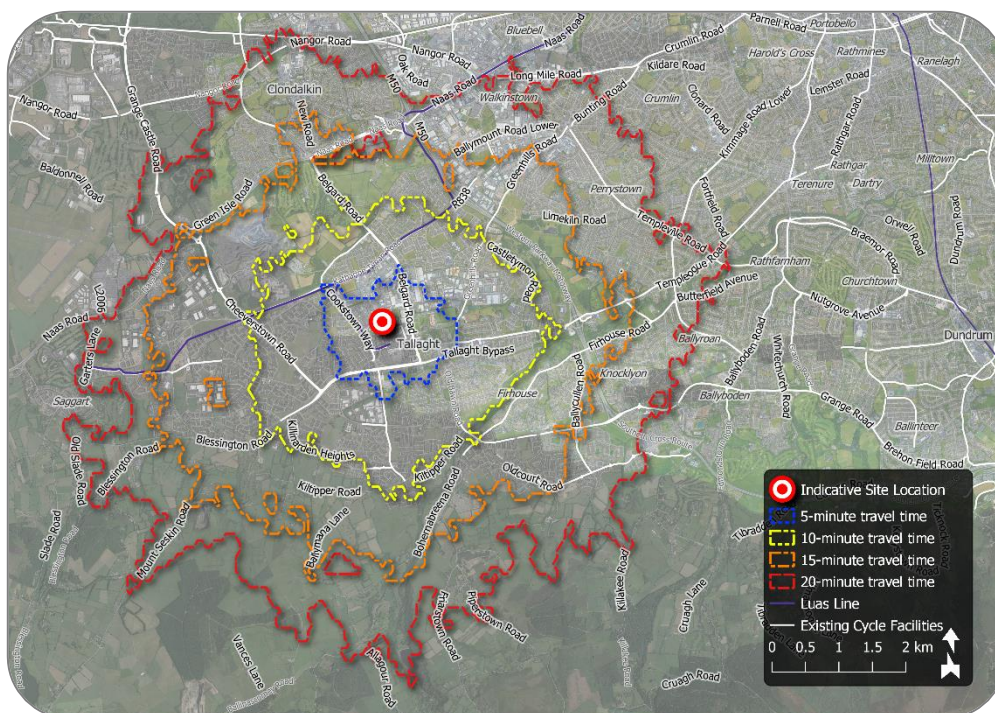 Bluebell
Parnell Road
Portobello
Nangor Road
Nangor Road
Naas Road
Crumlin Road
Harold's Cross
Rathmines
Ranelagh
Oak Road
M50
Long Mile Road
Kildare Road
Leinster Road
Clondalkin
Grange Castle Road
Nangor Road
Naas Road
Walkinstown
Bunting Road
Crumlin
Clonard Road
Kimmage Road Lower
Rathgar Road
New Road
M50
Ballymount Road Lower
Greenhills Road
Rathgar
Milltown
Baldonnell Road
Belgard Road
R838
Perrystown
Terenure
Dartry
Green Isle Road
Limekiln Road
Fortfield Road
Templeville Road
Orwell Road
Dundrum Road
Castletymon Road
Rathfarnham
Braemor Road
Templeogue Road
Butterfield Avenue
Churchtown
L2006
Cookstown Way
Belgard Road
Nutgrove Avenue
Naas Road
Cheeverstown Road
Tallaght
Tallaght Bypass
Firhouse Road
Ballyroan
Dundrum
Garters Lane
Knocklyon
Ballyboden Road
Whitechurch Road
Saggart
Firhouse
Ballycullen Road
Ballyboden
Grange Road
Ballinteer
Blessington Road
Killinarden Heights
Old Slade Road
Blessington Road
Kiltipper Road
Brehon Field Road
Kiltipper Road
Oldcourt Road
Slade Road
Mount Seskin Road
Ballymana Lane
Bohernabreena Road
Killakee Road
Cruagh Lane
Friarstown Road
Piperstown Road
Vances Lane
Allagour Road
Cruagh Road
Indicative Site Location
5-minute travel time
10-minute travel time
15-minute travel time
20-minute travel time
Luas Line
Existing Cycle Facilities
0 0.5 1 1.5 2 km